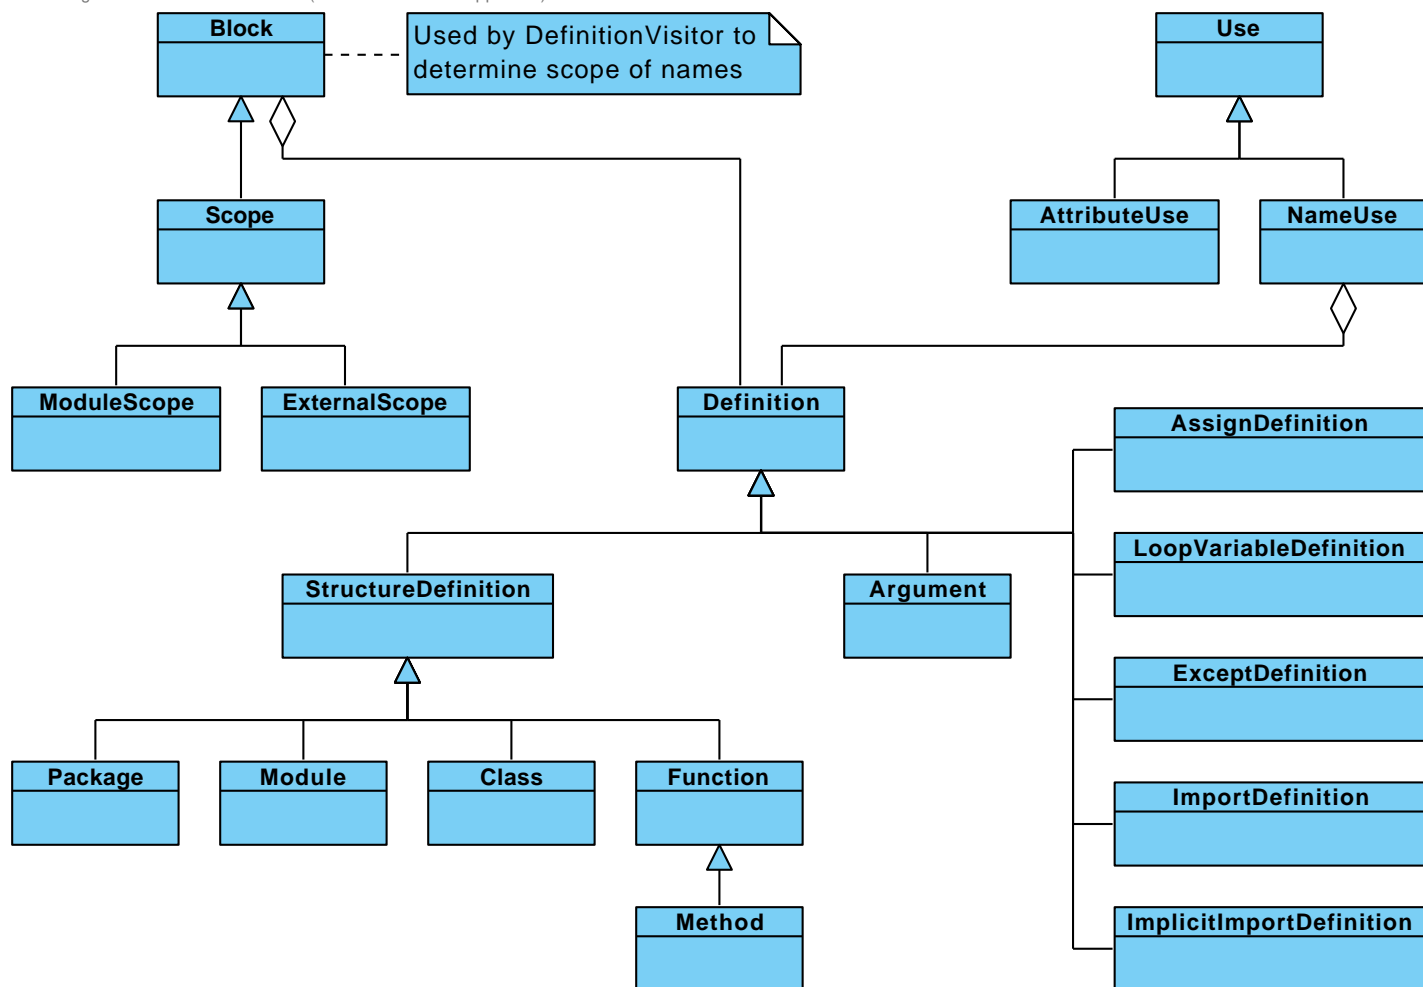 Block
Used by DefinitionVisitor to
determine scope of names
Use
Scope
AttributeUse
NameUse
ModuleScope
ExternalScope
Definition
AssignDefinition
LoopVariableDefinition
StructureDefinition
Argument
ExceptDefinition
Package
Module
Class
Function
ImportDefinition
Method
ImplicitImportDefinition